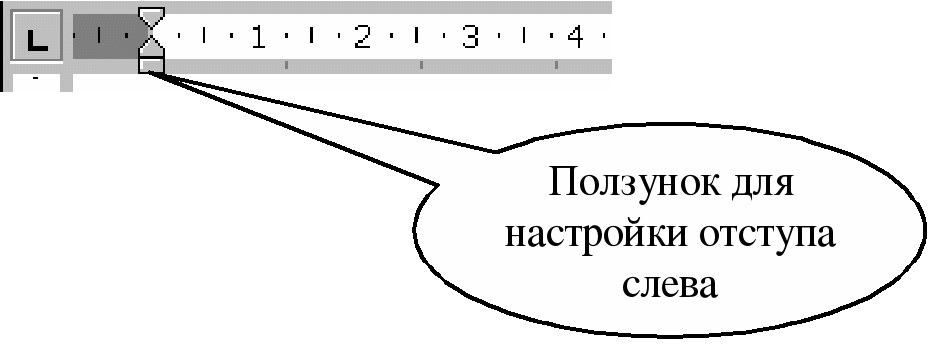 L 1 2 3 4
Ползунок для
настройки отступа
слева